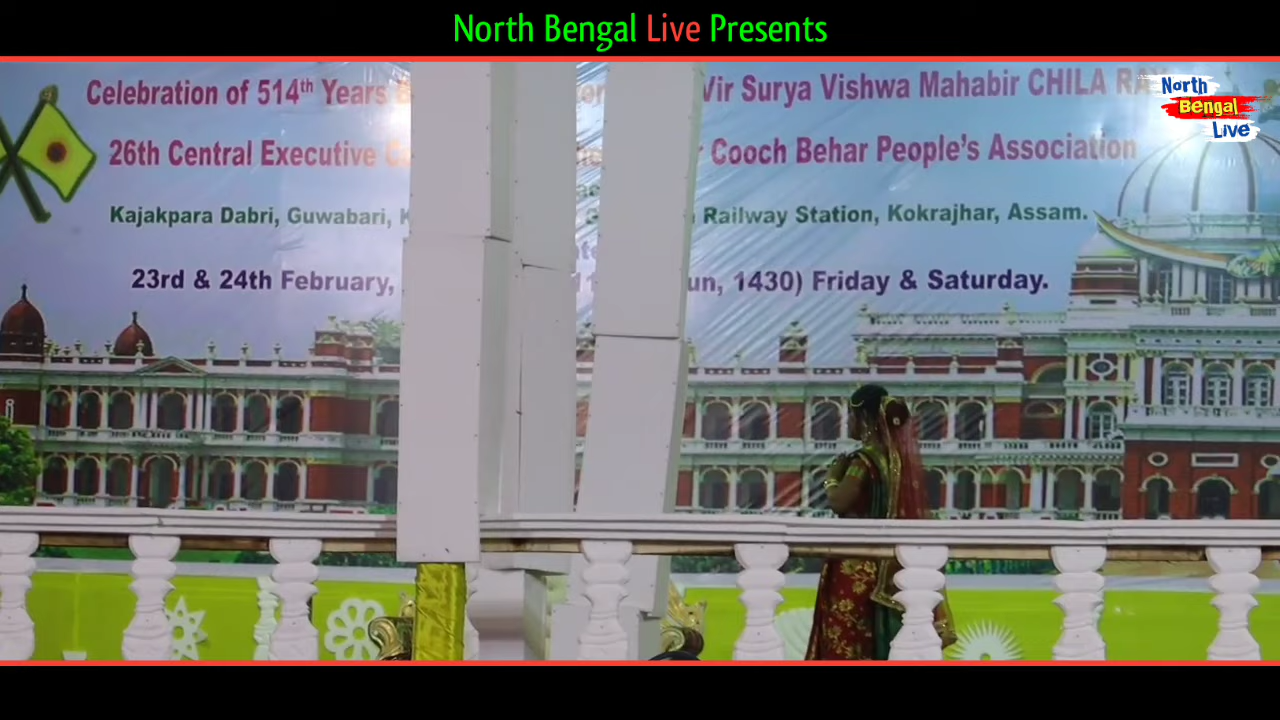 North Bengal Live Presents
Celebration of 514th Years Vir Surya Vishwa Mahabir CHILA
North
Bengal
Live
26th Central Executive Cooch Behar People's Association
Kajakpara Dabri, Guwabari, Railway Station, Kokrajhar, Assam.
23rd & 24th February, 1430) Friday & Saturday.